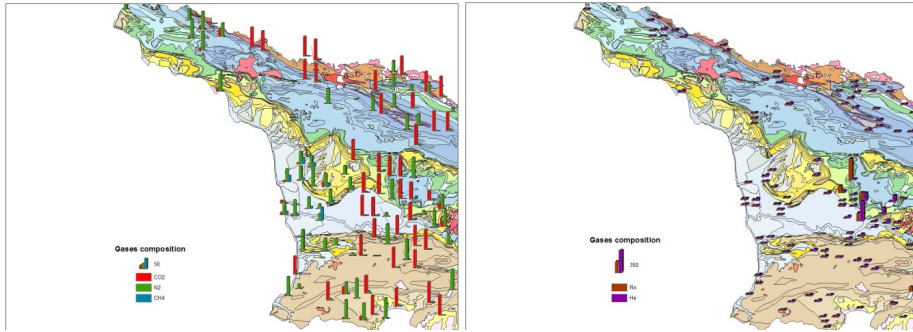 Gases composition
50
CO2
N2
CH4
Gases composition
350
Rn
He